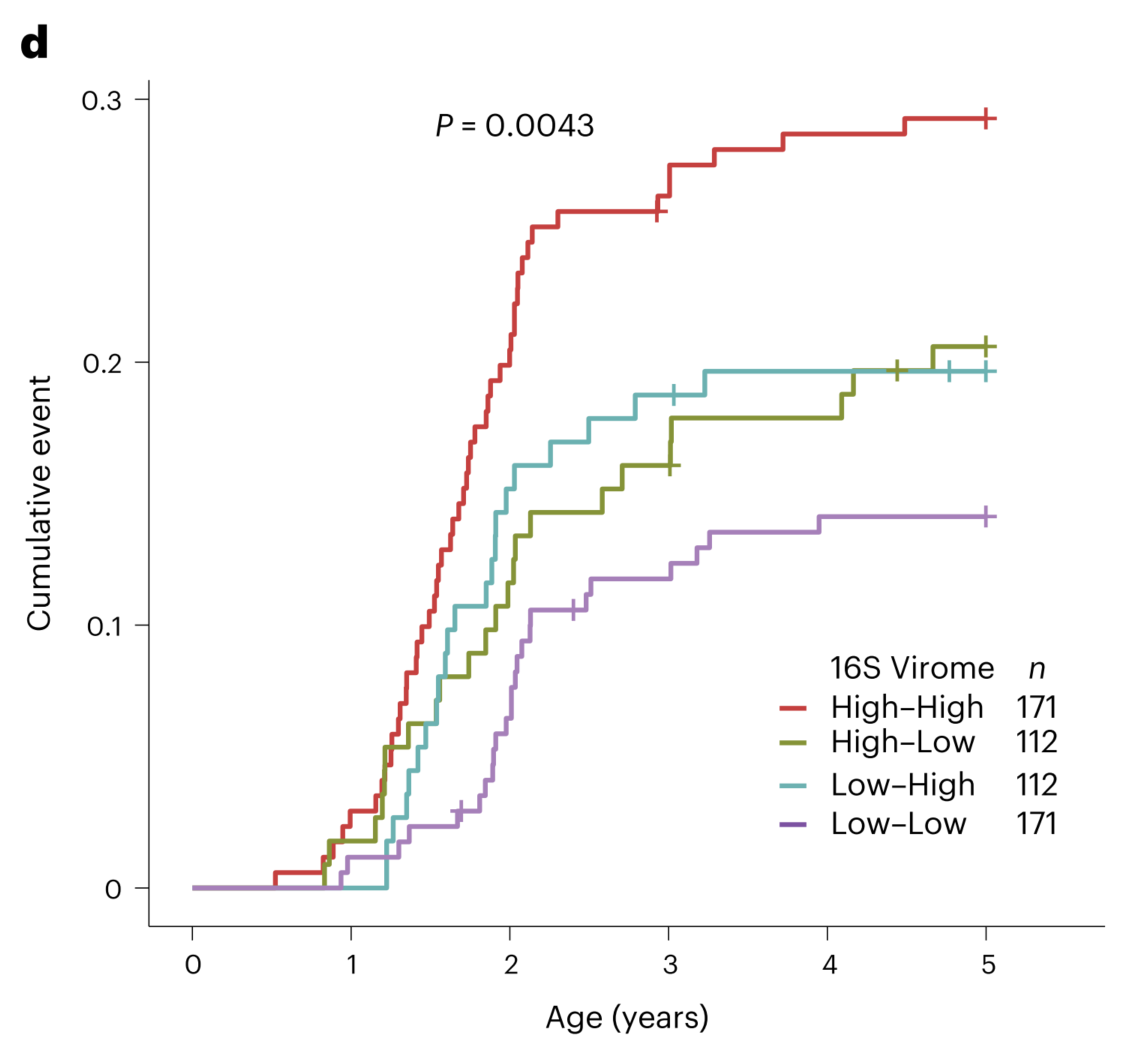 d
0.3
0.2
0.1
0
Cumulative event
P = 0.0043
16S Virome n
High–High 171
High–Low 112
Low–High 112
Low–Low 171
0 1 2 3 4 5
Age (years)